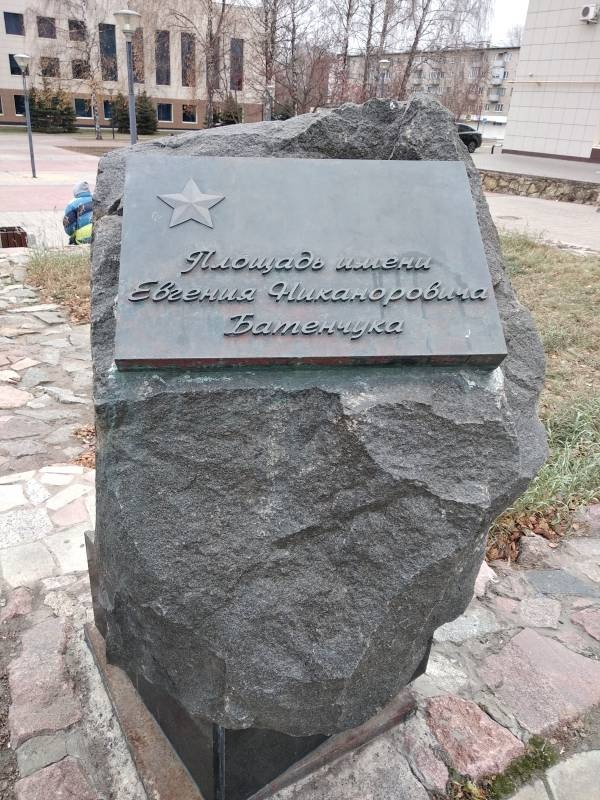 Площадь имени
Евгения Никаноровича
Батенчука